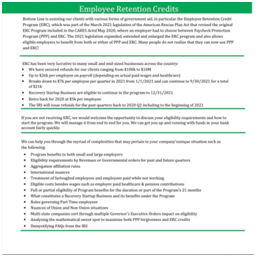 Employee Retention Credits
Bottom Line is assisting our clients with various forms of government aid, in particular the Employee Retention Credit
Program (ERC), which was part of the March-2021 legislation of the American Rescue Plan Act that revised the original
ERC Program included in the CARES Act of May 2020, where an employer had to choose between Paycheck Protection
Program (PPP) and ERC. The 2021 legislation expanded, extended and enlarged the ERC program and also allows
eligible employers to benefit from both or either of PPP and ERC. Many people do not realize that they can now use PPP
and ERC!
ERC has been very lucrative to many small and mid-sized businesses across the country:
• We have secured refunds for our clients ranging from $100k to $10M
• Up to $26k per employee on payroll (depending on actual paid wages and healthcare)
• Breaks down to $7k per employee per quarter in 2021 from 1/1/2021 and can continue to 9/30/2021 for a total
of $21k
• Recovery Startup Business are eligible to continue the program to 12/31/2021
• Retro back for 2020 at $5k per employee
• The IRS will issue refunds for the past quarters back to 2020 Q2 including to the beginning of 2021
If you are not receiving ERC, we would welcome the opportunity to discuss your eligibility requirements and how to
start the program. We will manage it from end to end for you. We can get you up and running with funds in your bank
account fairly quickly.
We can help you through the myriad of complexities that may pertain to your company/unique situation such as
the following:
• Program benefits to both small and large employers
• Eligibility requirements by Revenues or Governmental orders for past and future quarters
• Aggregation affiliation rules
• International nuances
• Treatment of furloughed employees and employees paid while not working
• Eligible costs besides wages such as employer paid healthcare & pension contributions
• Full or partial eligibility of Program benefits for the duration or part of the Program's 21 months
• What constitutes a Recovery Startup Business and its benefits under the Program
• Rules governing Part Time employees
• Nuances of Union and Non Union situations
• Multi-state companies sort through multiple Governor's Executive Orders impact on eligibility
• Analyzing the mathematical sweet spot to maximize both PPP forgiveness and ERC credits
• Demystifying FAQs from the IRS